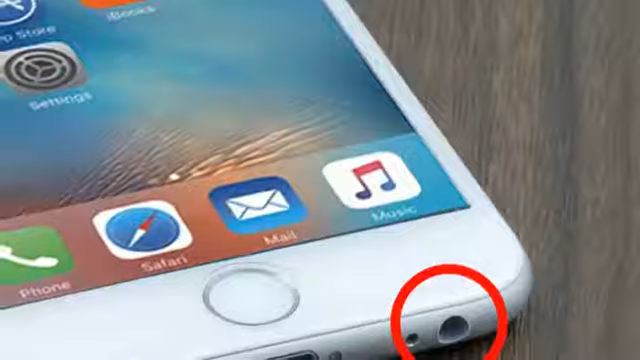 App Store
iBooks
Settings
Phone
Safari
Mail
Music